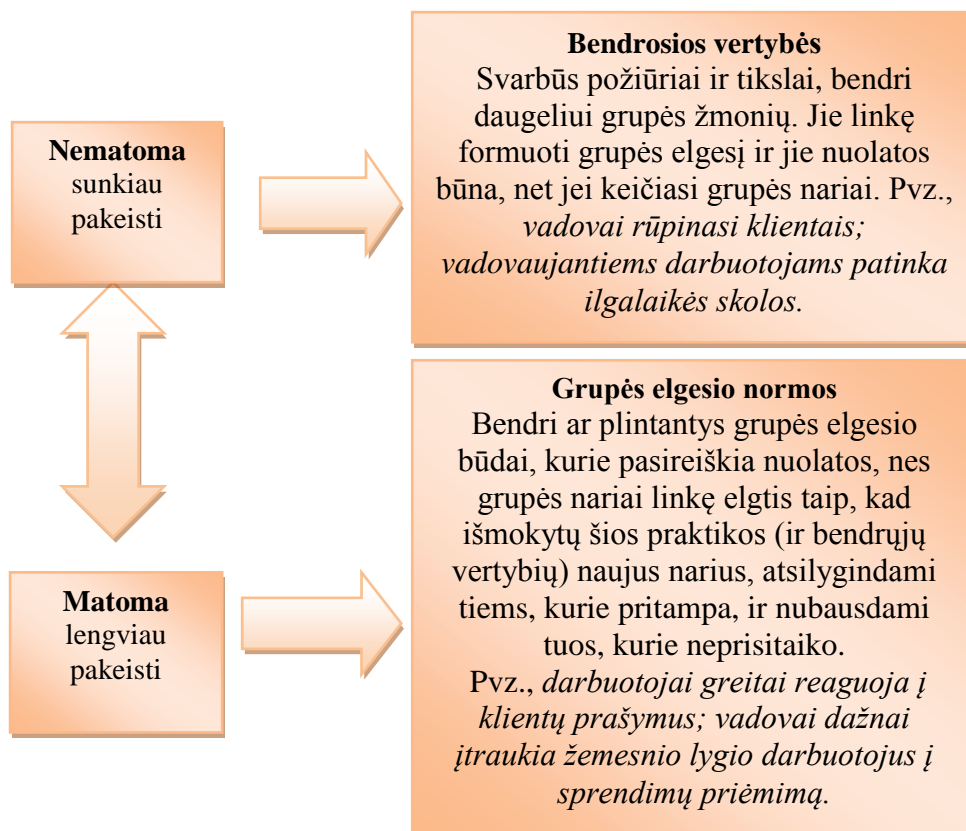 Nematoma
sunkiau
pakeisti
Bendrosios vertybės
Svarbūs požiūriai ir tikslai, bendri
daugeliui grupės žmonių. Jie linkę
formuoti grupės elgesį ir jie nuolatos
būna, net jei keičiasi grupės nariai. Pvz.,
vadovai rūpinasi klientais;
vadovaujantiems darbuotojams patinka
ilgalaikės skolos.
Matoma
lengviau
pakeisti
Grupės elgesio normos
Bendri ar plintantys grupės elgesio
būdai, kurie pasireiškia nuolatos, nes
grupės nariai linkę elgtis taip, kad
išmokytų šios praktikos (ir bendrųjų
vertybių) naujus narius, atsilygindami
tiems, kurie pritampa, ir nubausdami
tuos, kurie neprisitaiko.
Pvz., darbuotojai greitai reaguoja į
klientų prašymus; vadovai dažnai
įtraukia žemesnio lygio darbuotojus į
sprendimų priėmimą.